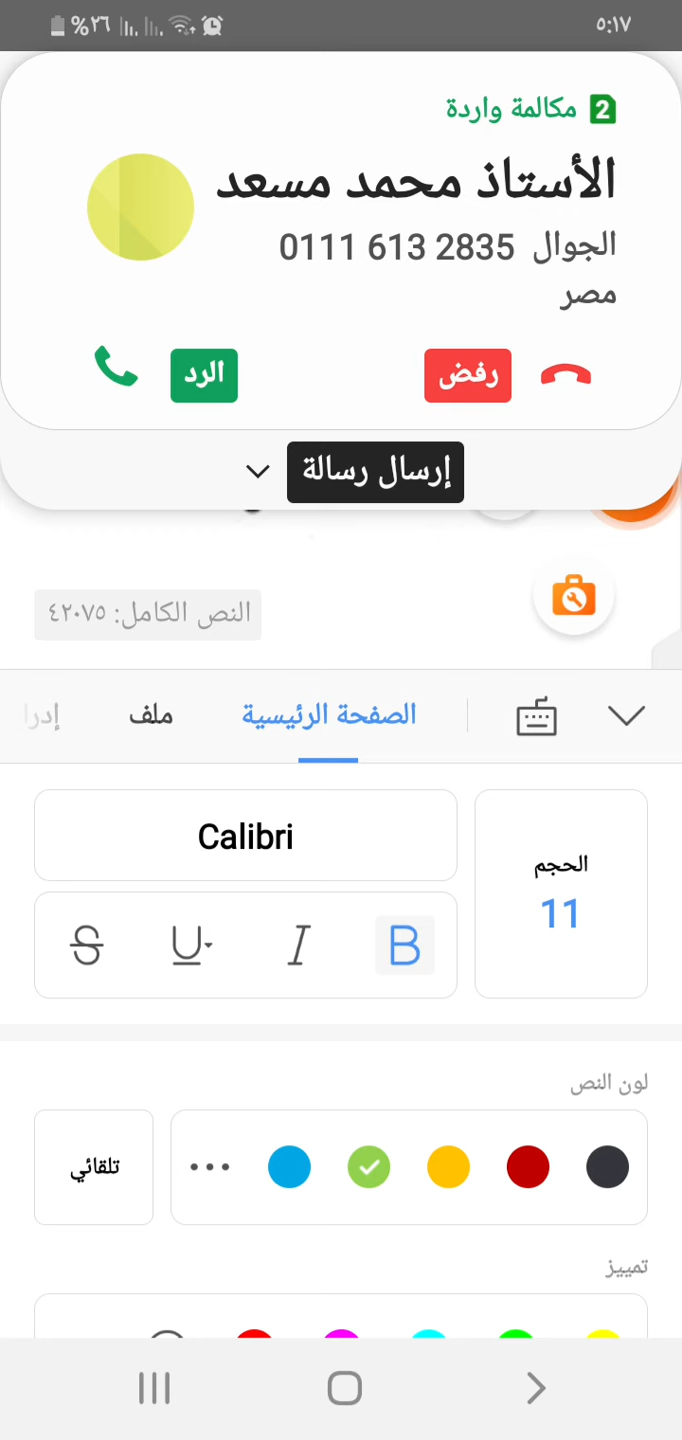 ٥:١٧ %٢٦
مكالمة واردة 2
الأستاذ محمد مسعد
الجوال 0111 613 2835
مصر
رفض الرد
إرسال رسالة
النص الكامل: ٤٢٠٧٥
الصفحة الرئيسية ملف إدرا
Calibri
الحجم
11
B I U S
لون النص
تلقائي
تمييز